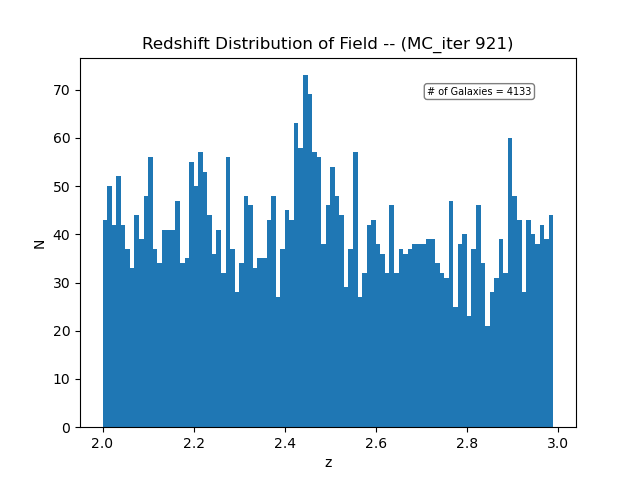 Redshift Distribution of Field -- (MC_iter 921)
# of Galaxies = 4133
70
60
50
40
30
20
10
0
N
2.0 2.2 2.4 2.6 2.8 3.0
z